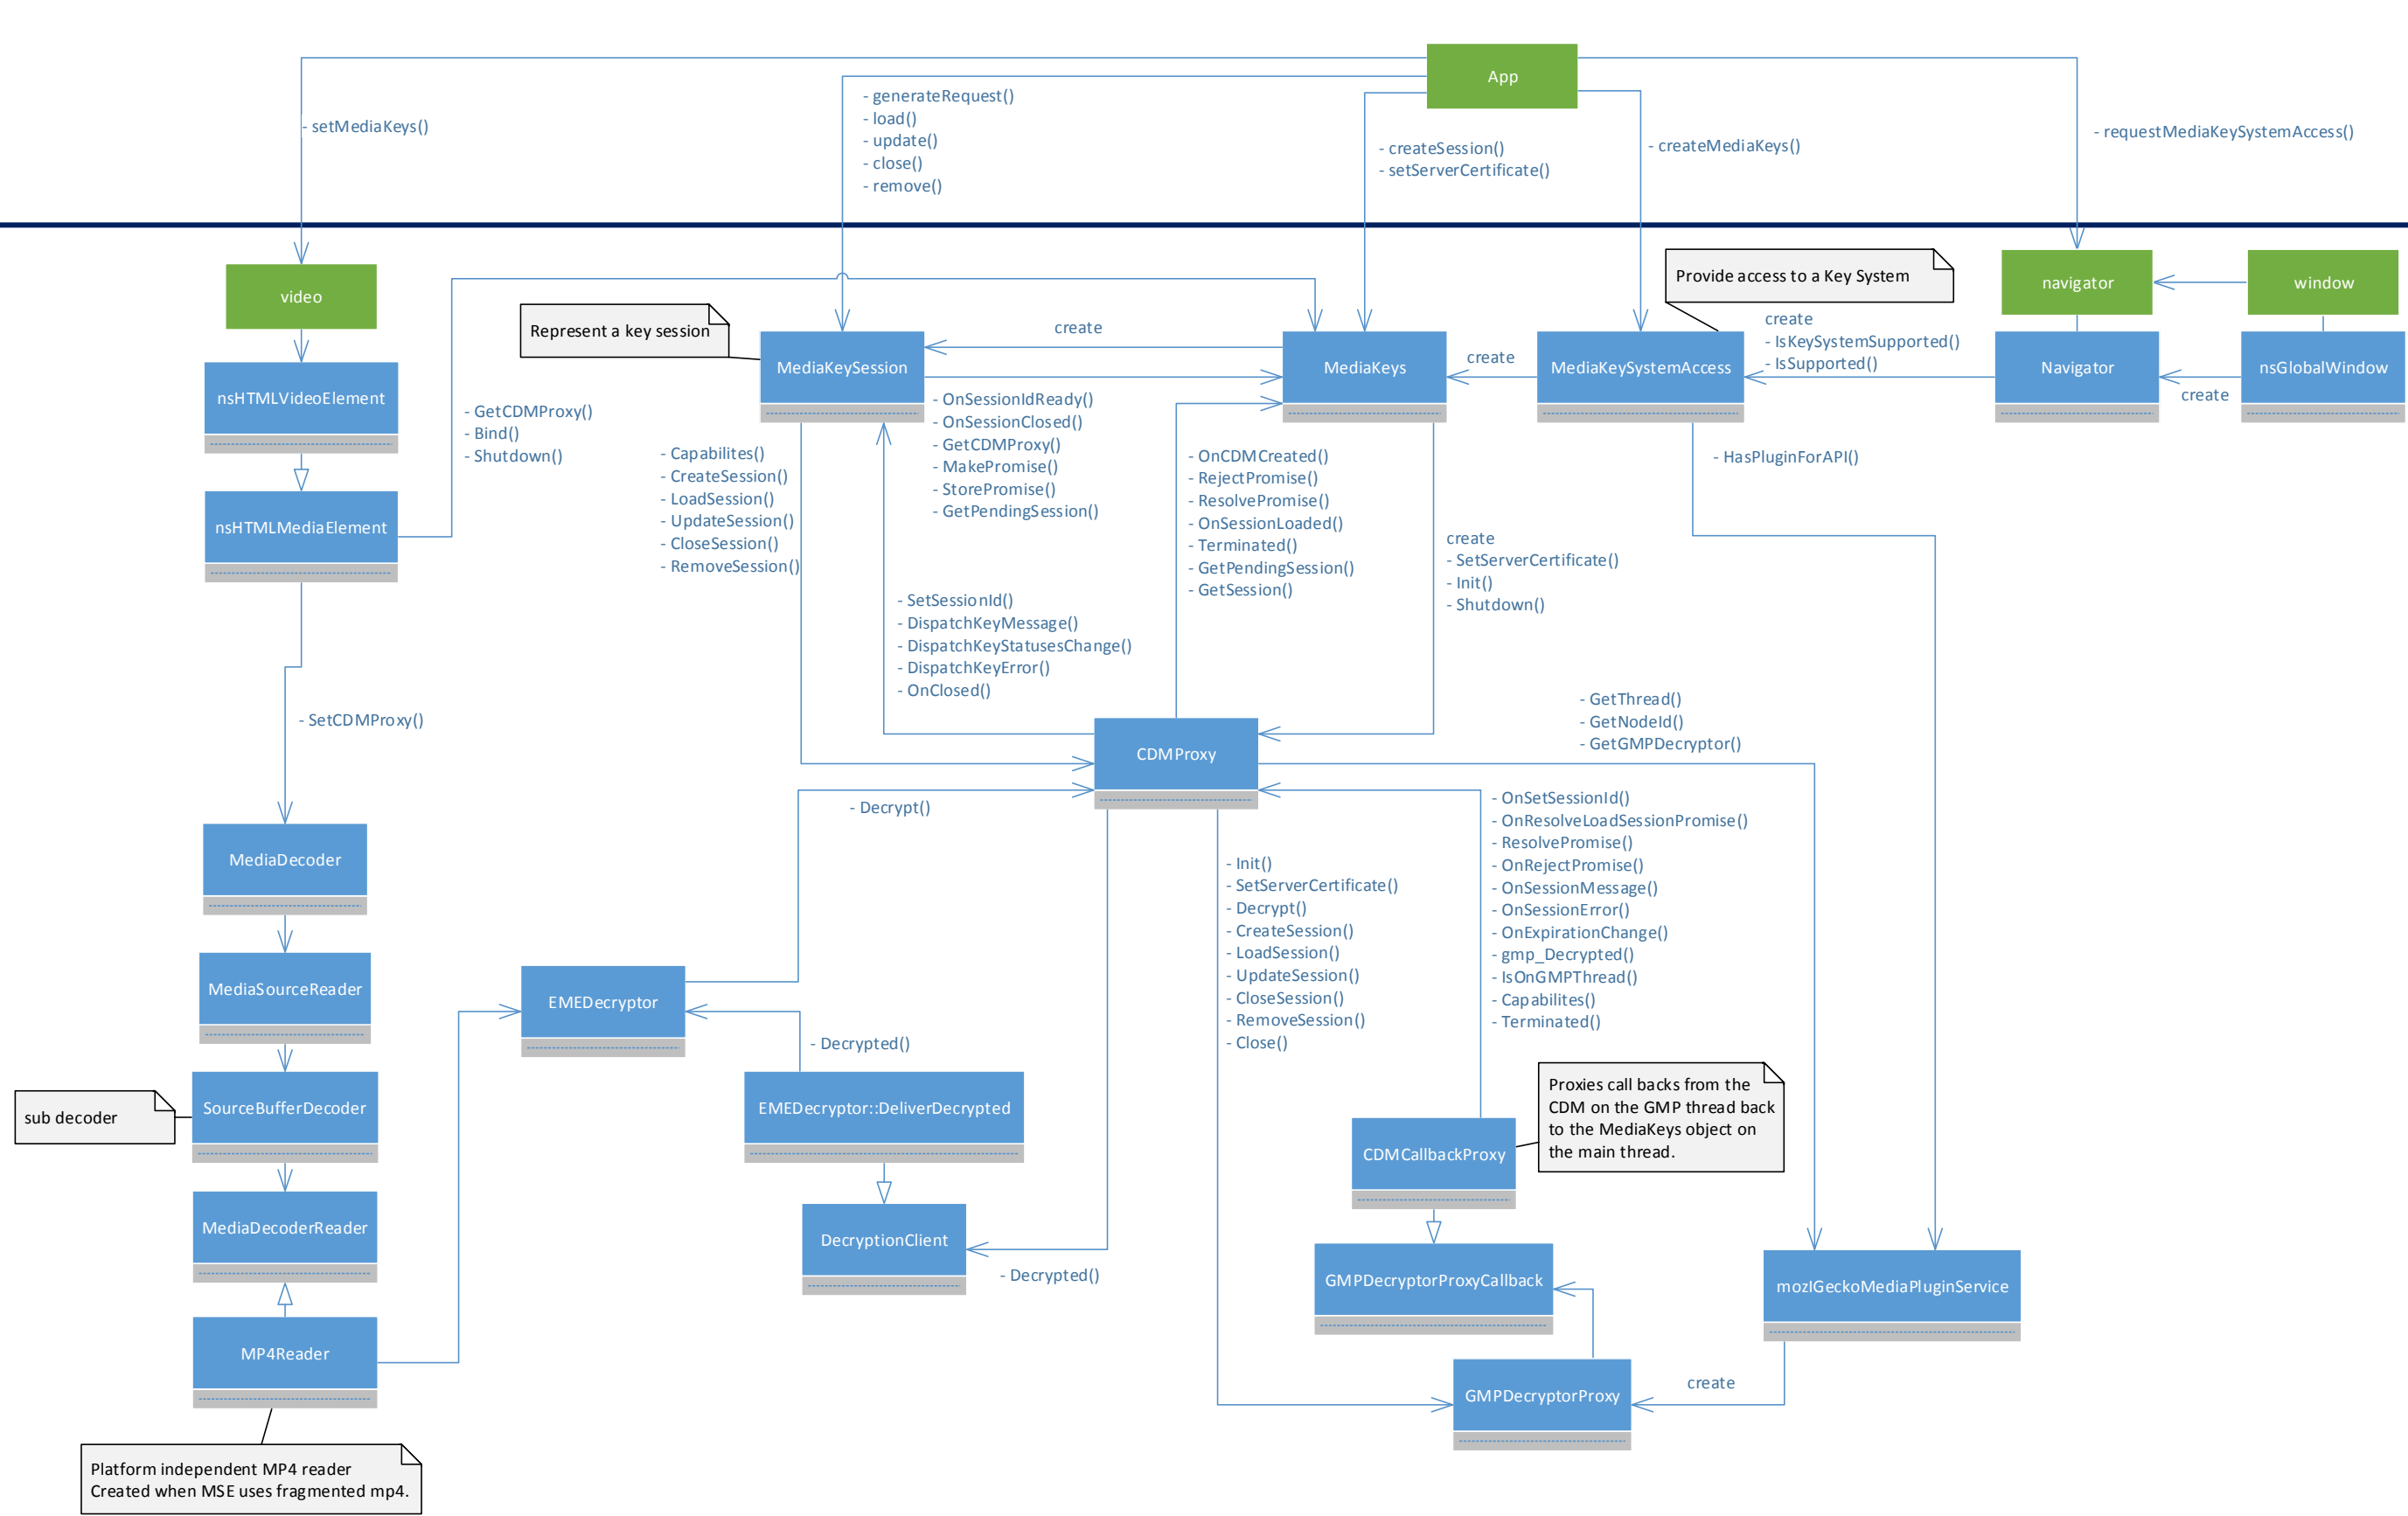 App
- setMediaKeys()
- generateRequest()
- load()
- update()
- close()
- remove()
- createSession()
- setServerCertificate()
- createMediaKeys()
- requestMediaKeySystemAccess()
video
navigator
window
Provide access to a Key System
Represent a key session
create
create
create
- IsKeySystemSupported()
- IsSupported()
create
nsHTMLVideoElement
MediaKeySession
MediaKeys
MediaKeySystemAccess
Navigator
nsGlobalWindow
- GetCDMProxy()
- Bind()
- Shutdown()
- Capabilites()
- CreateSession()
- LoadSession()
- UpdateSession()
- CloseSession()
- RemoveSession()
- OnSessionIdReady()
- OnSessionClosed()
- GetCDMProxy()
- MakePromise()
- StorePromise()
- GetPendingSession()
- OnCDMCreated()
- RejectPromise()
- ResolvePromise()
- OnSessionLoaded()
- Terminated()
- GetPendingSession()
- GetSession()
create
- SetServerCertificate()
- Init()
- Shutdown()
- HasPluginForAPI()
nsHTMLMediaElement
- SetSessionId()
- DispatchKeyMessage()
- DispatchKeyStatusesChange()
- DispatchKeyError()
- OnClosed()
- SetCDMProxy()
- GetThread()
- GetNodeId()
- GetGMPDecryptor()
CDMProxy
- Decrypt()
MediaDecoder
- Init()
- SetServerCertificate()
- Decrypt()
- CreateSession()
- LoadSession()
- UpdateSession()
- CloseSession()
- RemoveSession()
- Close()
- OnSetSessionId()
- OnResolveLoadSessionPromise()
- ResolvePromise()
- OnRejectPromise()
- OnSessionMessage()
- OnSessionError()
- OnExpirationChange()
- gmp_Decrypted()
- IsOnGMPThread()
- Capabilites()
- Terminated()
MediaSourceReader
EMEDecryptor
- Decrypted()
sub decoder
SourceBufferDecoder
EMEDecryptor::DeliverDecrypted
Proxies call backs from the
CDM on the GMP thread back
to the MediaKeys object on
the main thread.
CDMCallbackProxy
MediaDecoderReader
DecryptionClient
- Decrypted()
GMPDecryptorProxyCallback
mozIGeckoMediaPluginService
MP4Reader
GMPDecryptorProxy
create
Platform independent MP4 reader
Created when MSE uses fragmented mp4.